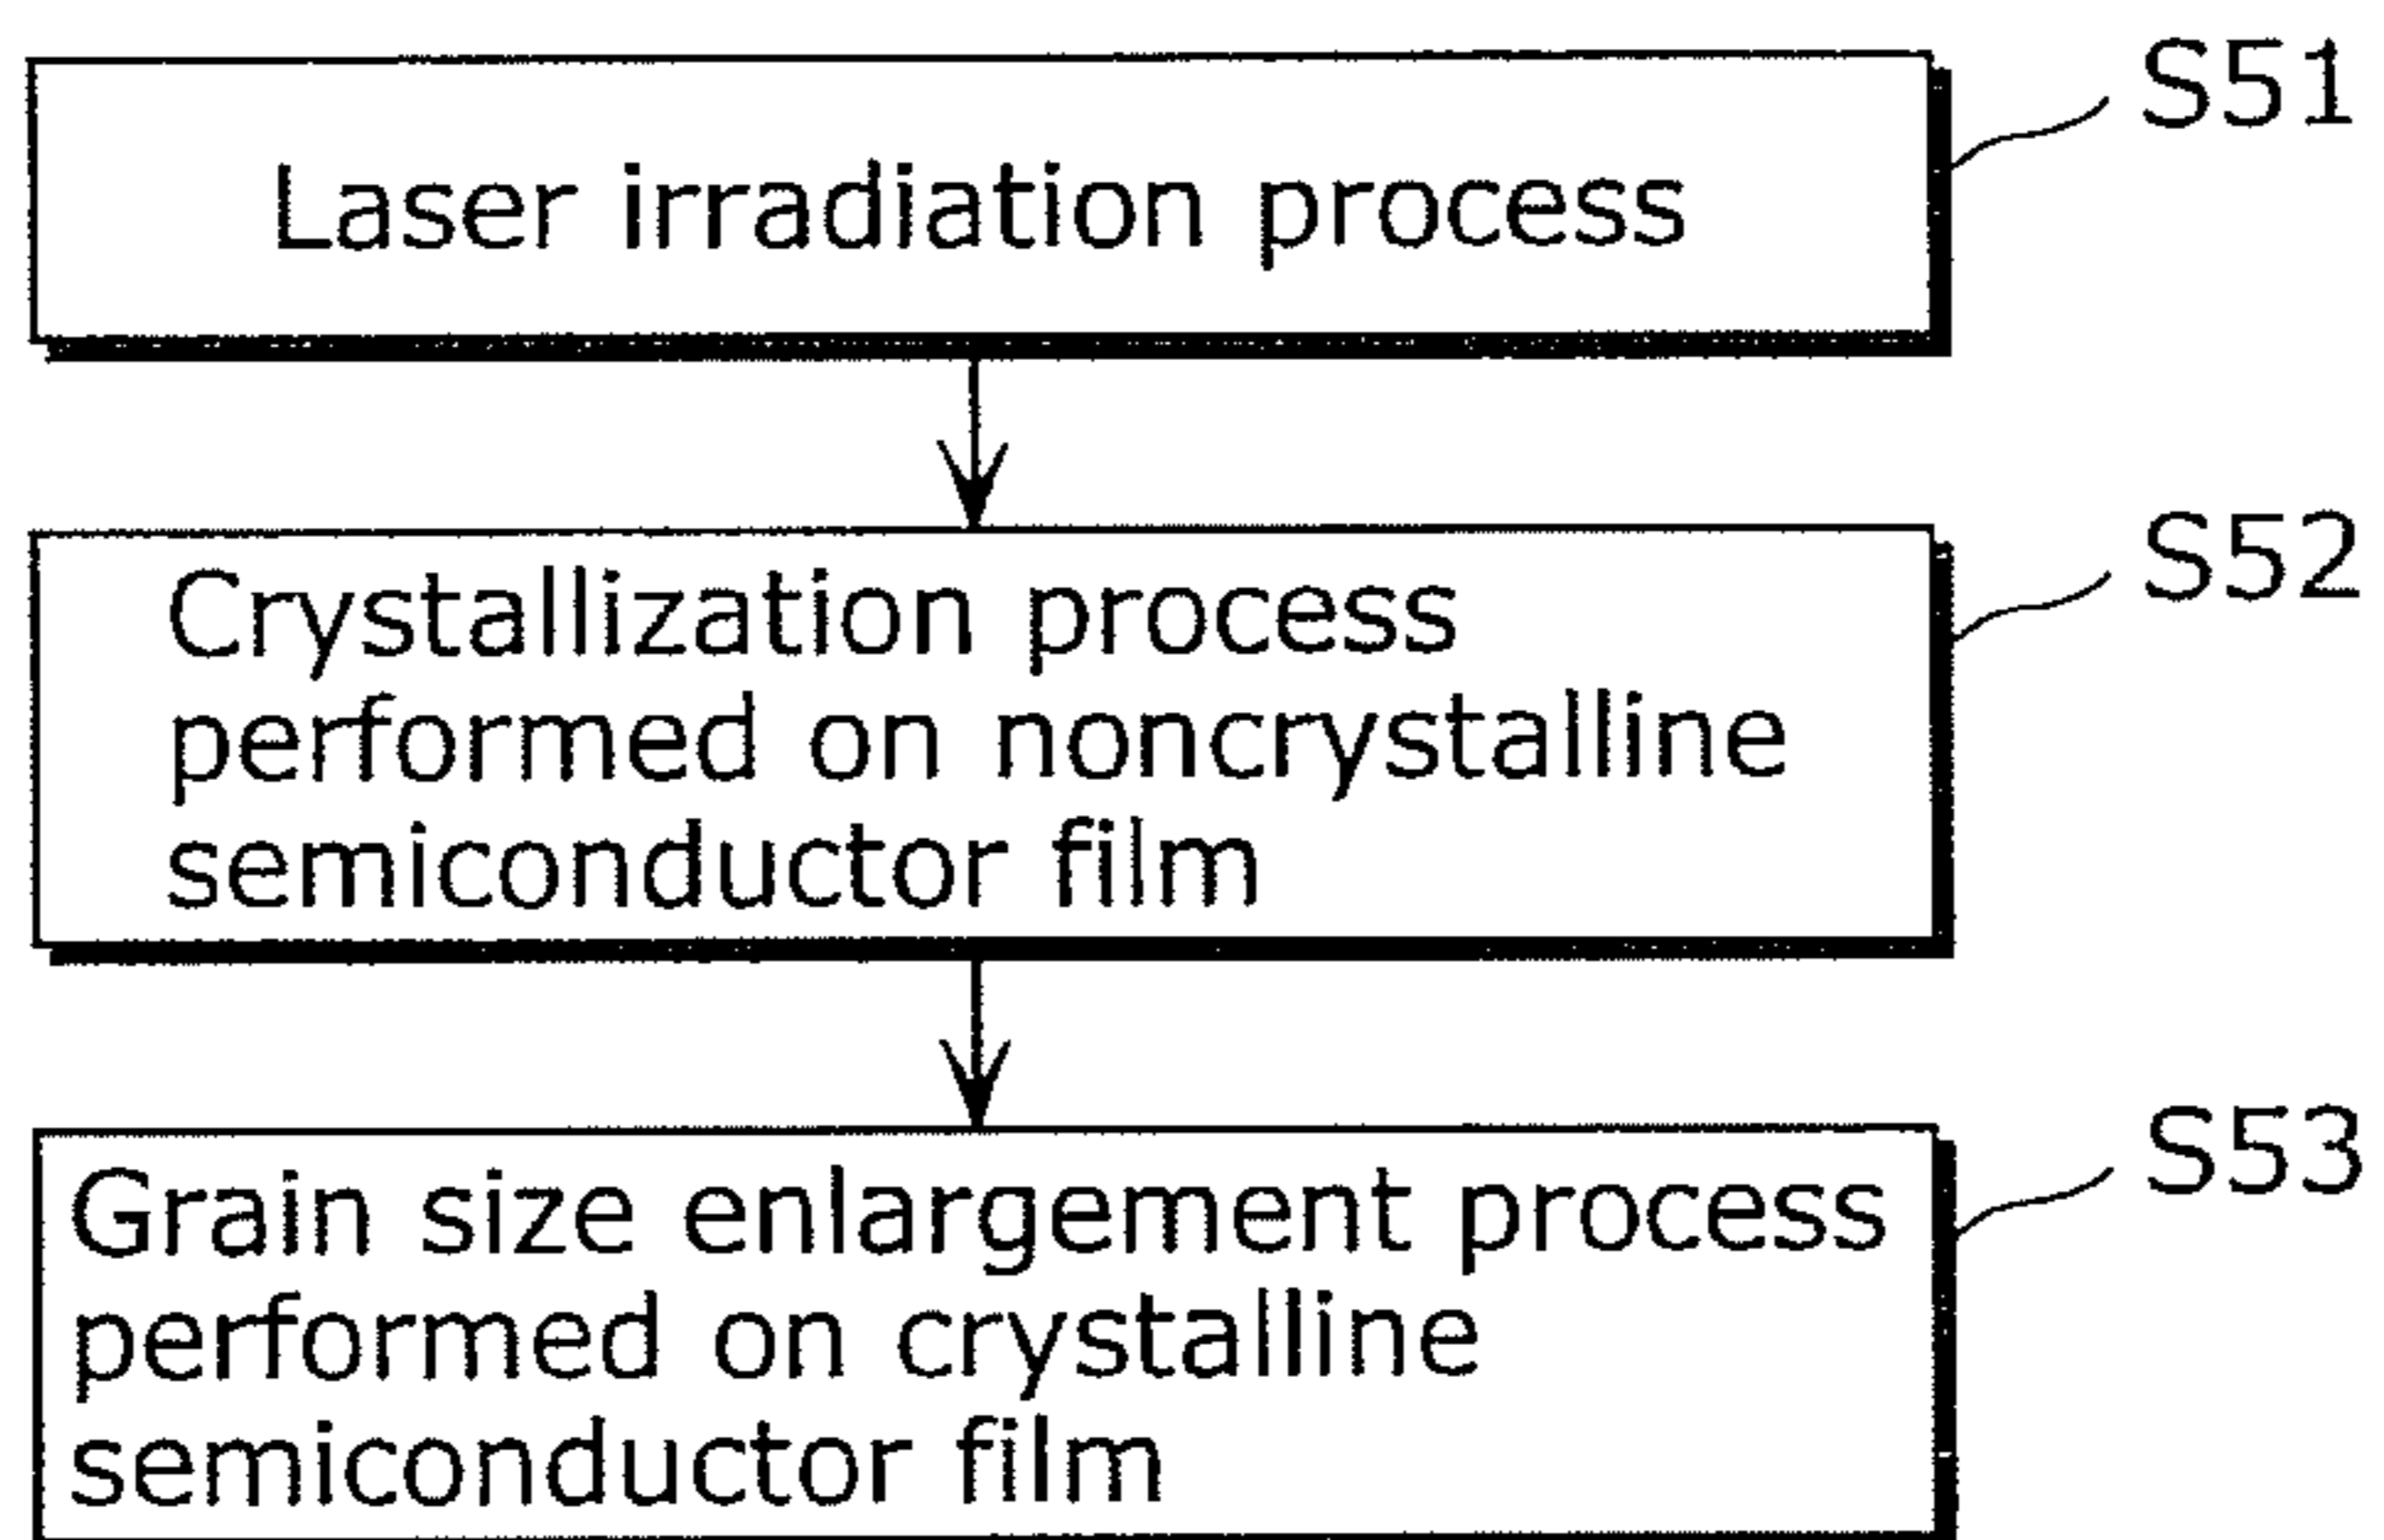 S51
Laser irradiation process
S52
Crystallization process
performed on noncrystalline
semiconductor film
S53
Grain size enlargement process
performed on crystalline
semiconductor film